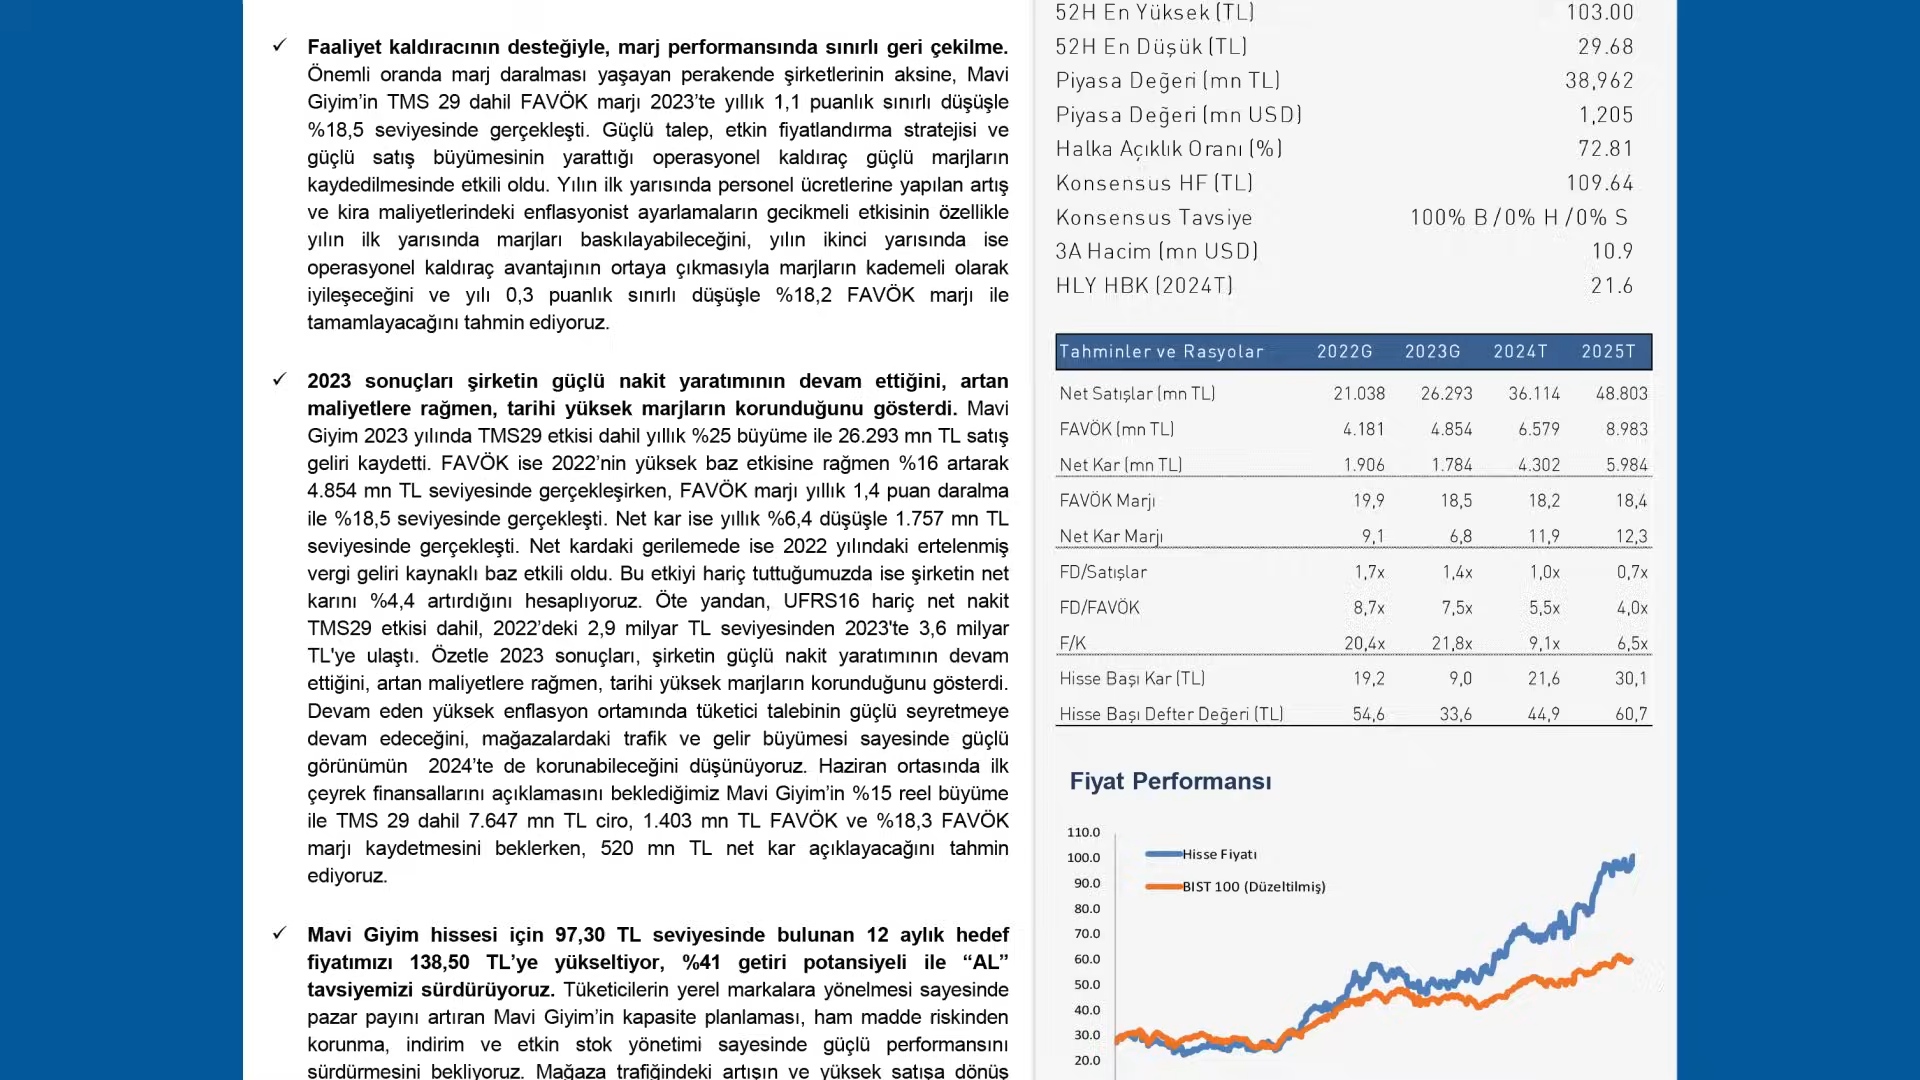 ✓ Faaliyet kaldıracının desteğiyle, marj performansında sınırlı geri çekilme.
Önemli oranda marj daralması yaşayan perakende şirketlerinin aksine, Mavi
Giyim’in TMS 29 dahil FAVÖK marjı 2023’te yıllık 1,1 puanlık sınırlı düşüşle
%18,5 seviyesinde gerçekleşti. Güçlü talep, etkin fiyatlandırma stratejisi ve
güçlü satış büyümesinin yarattığı operasyonel kaldıraç güçlü marjların
kaydedilmesinde etkili oldu. Yılın ilk yarısında personel ücretlerine yapılan artış
ve kira maliyetlerindeki enflasyonist ayarlamaların gecikmeli etkisinin özellikle
yılın ilk yarısında marjları baskılayabileceğini, yılın ikinci yarısında ise
operasyonel kaldıraç avantajının ortaya çıkmasıyla marjların kademeli olarak
iyileşeceğini ve yılı 0,3 puanlık sınırlı düşüşle %18,2 FAVÖK marjı ile
tamamlayacağını tahmin ediyoruz.
✓ 2023 sonuçları şirketin güçlü nakit yaratımının devam ettiğini, artan
maliyetlere rağmen, tarihi yüksek marjların korunduğunu gösterdi. Mavi
Giyim 2023 yılında TMS29 etkisi dahil yıllık %25 büyüme ile 26.293 mn TL satış
geliri kaydetti. FAVÖK ise 2022’nin yüksek baz etkisine rağmen %16 artarak
4.854 mn TL seviyesinde gerçekleşirken, FAVÖK marjı yıllık 1,4 puan daralma
ile %18,5 seviyesinde gerçekleşti. Net kar ise yıllık %6,4 düşüşle 1.757 mn TL
seviyesinde gerçekleşti. Net kardaki gerilemede ise 2022 yılındaki ertelenmiş
vergi geliri kaynaklı baz etkili oldu. Bu etkiyi hariç tuttuğumuzda ise şirketin net
karını %4,4 artırdığını hesaplıyoruz. Öte yandan, UFRS16 hariç net nakit
TMS29 etkisi dahil, 2022’deki 2,9 milyar TL seviyesinden 2023'te 3,6 milyar
TL'ye ulaştı. Özetle 2023 sonuçları, şirketin güçlü nakit yaratımının devam
ettiğini, artan maliyetlere rağmen, tarihi yüksek marjların korunduğunu gösterdi.
Devam eden yüksek enflasyon ortamında tüketici talebinin güçlü seyretmeye
devam edeceğini, mağazalardaki trafik ve gelir büyümesi sayesinde güçlü
görünümün 2024’te de korunabileceğini düşünüyoruz. Haziran ortasında ilk
çeyrek finansallarını açıklamasını beklediğimiz Mavi Giyim’in %15 reel büyüme
ile TMS 29 dahil 7.647 mn TL ciro, 1.403 mn TL FAVÖK ve %18,3 FAVÖK
marjı kaydetmesini beklerken, 520 mn TL net kar açıklayacağını tahmin
ediyoruz.
✓ Mavi Giyim hissesi için 97,30 TL seviyesinde bulunan 12 aylık hedef
fiyatımızı 138,50 TL’ye yükseltiyor, %41 getiri potansiyeli ile “AL”
tavsiyemizi sürdürüyoruz. Tüketicilerin yerel markalara yönelmesi sayesinde
pazar payını artıran Mavi Giyim’in kapasite planlaması, ham madde riskinden
korunma, indirim ve etkin stok yönetimi sayesinde güçlü performansını
sürdürmesini bekliyoruz. Mağaza trafiğindeki artışın ve yüksek satışa dönüş
52H En Yüksek (TL) 103.00
52H En Düşük (TL) 29.68
Piyasa Değeri (mn TL) 38,962
Piyasa Değeri (mn USD) 1,205
Halka Açıklık Oranı (%) 72.81
Konsensus HF (TL) 109.64
Konsensus Tavsiye 100% B /0% H /0% S
3A Hacim (mn USD) 10.9
HLY HBK (2024T) 21.6
Tahminler ve Rasyolar 2022G 2023G 2024T 2025T
Net Satışlar (mn TL) 21.038 26.293 36.114 48.803
FAVÖK (mn TL) 4.181 4.854 6.579 8.983
Net Kar (mn TL) 1.906 1.784 4.302 5.984
FAVÖK Marjı 19,9 18,5 18,2 18,4
Net Kar Marjı 9,1 6,8 11,9 12,3
FD/Satışlar 1,7x 1,4x 1,0x 0,7x
FD/FAVÖK 8,7x 7,5x 5,5x 4,0x
F/K 20,4x 21,8x 9,1x 6,5x
Hisse Başı Kar (TL) 19,2 9,0 21,6 30,1
Hisse Başı Defter Değeri (TL) 54,6 33,6 44,9 60,7
Fiyat Performansı
110.0
100.0
90.0
80.0
70.0
60.0
50.0
40.0
30.0
20.0
Hisse Fiyatı
BIST 100 (Düzeltilmiş)